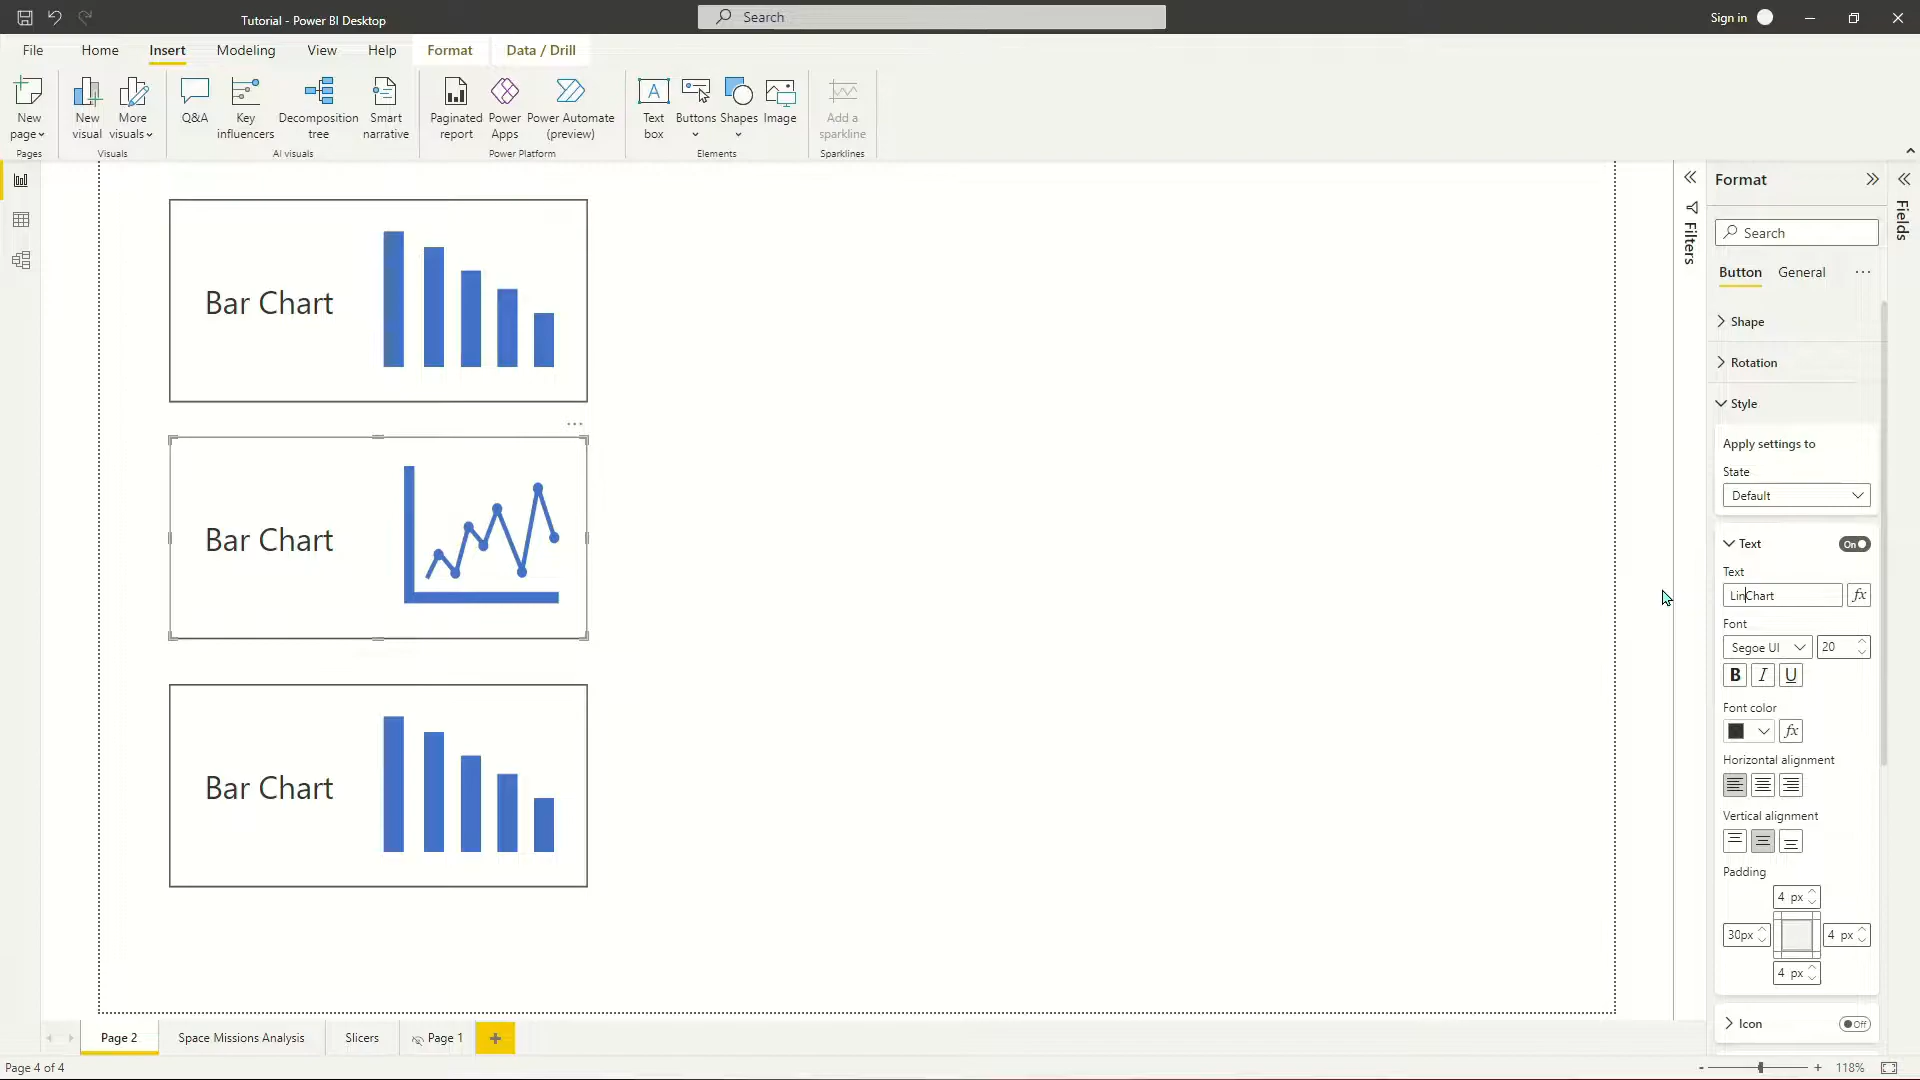 Tutorial - Power BI Desktop
Search
Sign in
File
Home
Insert
Modeling
View
Help
Format
Data / Drill
New page
New visual
More visuals
Q&A
Key influencers
Decomposition tree
Smart narrative
Paginated report
Power Apps
Power Automate (preview)
Text box
Buttons
Shapes
Image
Add a sparkline
Pages
Visuals
AI visuals
Power Platform
Elements
Sparklines
Bar Chart
Bar Chart
Bar Chart
Filters
Format
Fields
Search
Button
General
Shape
Rotation
Style
Apply settings to
State
Default
Text
On
Text
LinChart
fx
Font
Segoe UI
20
B
I
U
Font color
fx
Horizontal alignment
Vertical alignment
Padding
4 px
30px
4 px
4 px
Icon
Off
Page 2
Space Missions Analysis
Slicers
Page 1
+
Page 4 of 4
-
+
118%